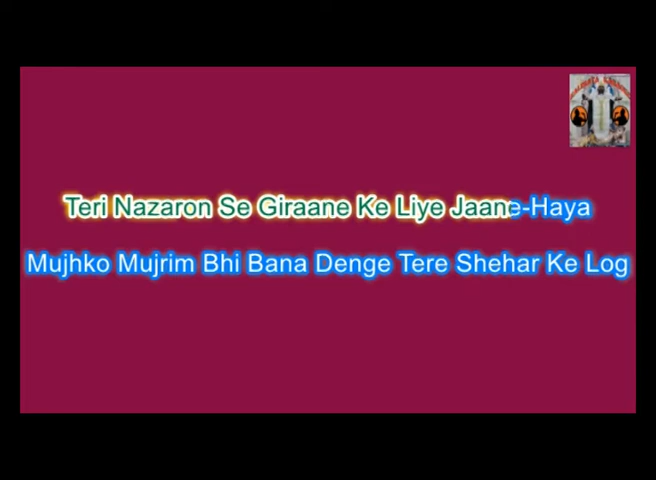 Teri Nazaron Se Giraane Ke Liye Jaane-Haya
Mujhko Mujrim Bhi Bana Denge Tere Shehar Ke Log